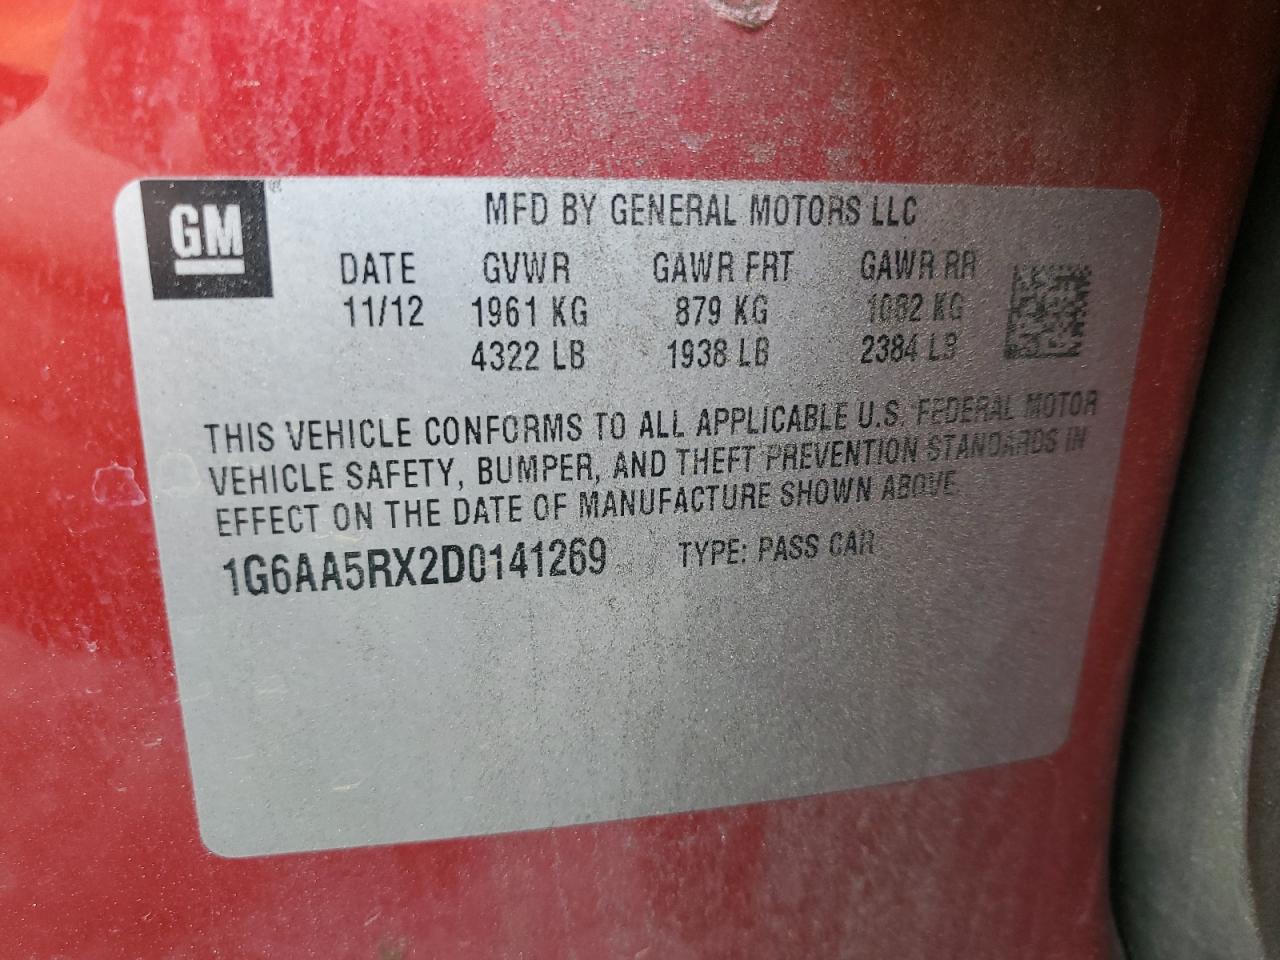 GM
MFD BY GENERAL MOTORS LLC
DATE GVWR GAWR FRT GAWR RR
11/12 1961 KG 879 KG 1082 KG
4322 LB 1938 LB 2384 LB
THIS VEHICLE CONFORMS TO ALL APPLICABLE U.S. FEDERAL MOTOR
VEHICLE SAFETY, BUMPER, AND THEFT PREVENTION STANDARDS IN
EFFECT ON THE DATE OF MANUFACTURE SHOWN ABOVE.
1G6AA5RX2D0141269 TYPE: PASS CAR